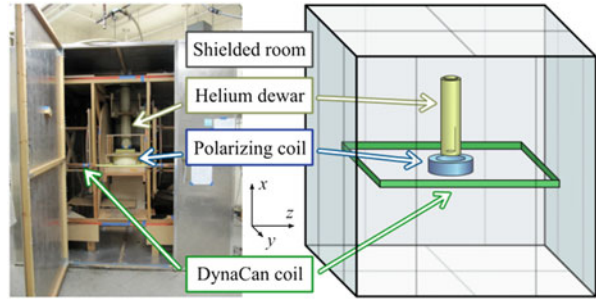 Shielded room
Helium dewar
Polarizing coil
x
z
y
DynaCan coil